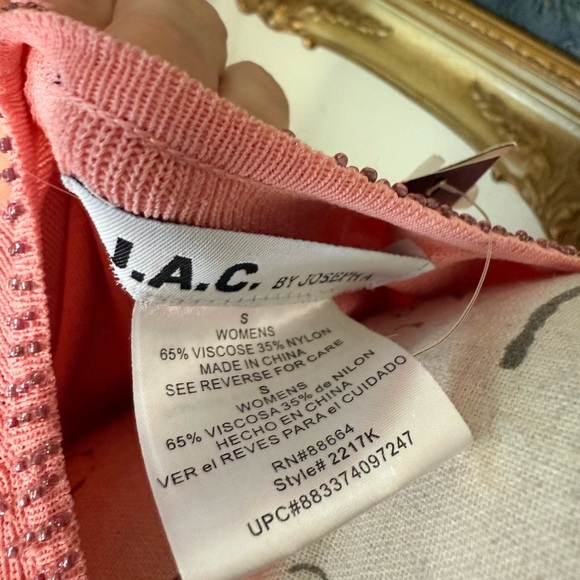 J.A.C. BY JOSEPH A
S
WOMENS
65% VISCOSE 35% NYLON
MADE IN CHINA
SEE REVERSE FOR CARE
S
WOMENS
65% VISCOSA 35% de NILON
HECHO EN CHINA
VER el REVES PARA el CUIDADO
RN#88664
Style# 2217K
UPC#883374097247